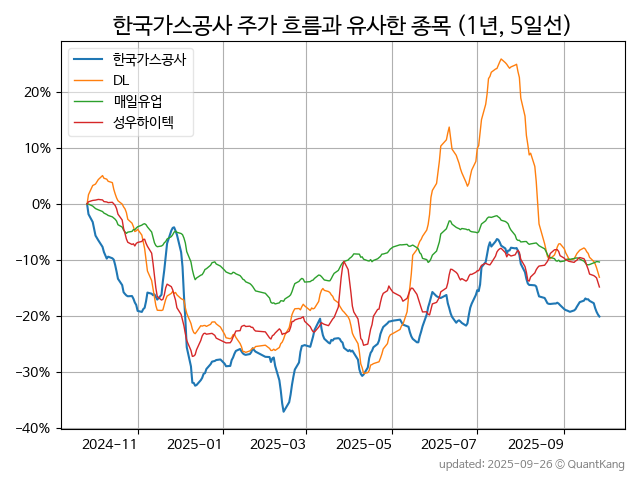 한국가스공사 주가 흐름과 유사한 종목 (1년, 5일선)
한국가스공사
DL
매일유업
성우하이텍
20%
10%
0%
−10%
−20%
−30%
−40%
2024-11
2025-01
2025-03
2025-05
2025-07
2025-09
updated: 2025-09-26 © QuantKang